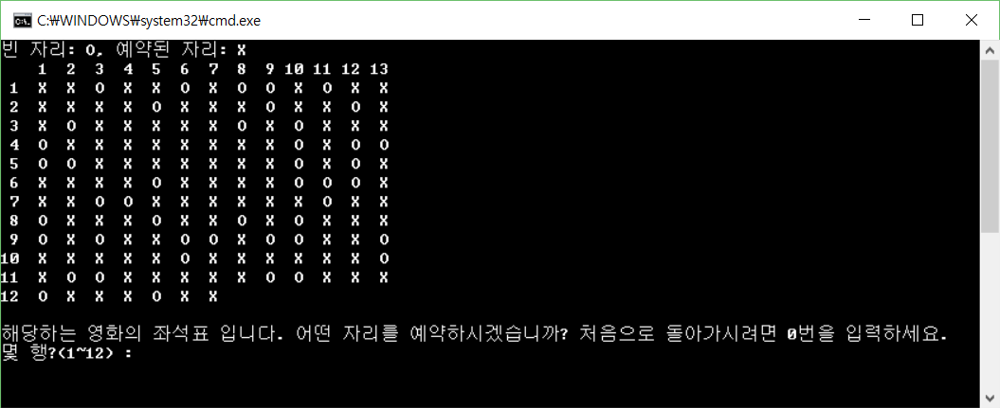 C:\WINDOWS\system32\cmd.exe
빈 자리: O, 예약된 자리: X
1 2 3 4 5 6 7 8 9 10 11 12 13
1 X X O X X O X O O X O X X
2 X X X X O X X X O X X O X
3 X O X X X X X O X O X X X
4 O X X X X X X X X O X O O
5 O O X X X X X X X O X O X
6 X X X X O X X X X O O O X
7 X X O O X X X X X X O X X
8 O X X X O X X O X O X X O
9 O X O X X O O X O O X X O
10 X X X X X O X X X X X X O
11 X O O X X X X X O O X X X
12 O X X X O X X
해당하는 영화의 좌석표 입니다. 어떤 자리를 예약하시겠습니까? 처음으로 돌아가시려면 0번을 입력하세요.
몇 행?(1~12) :